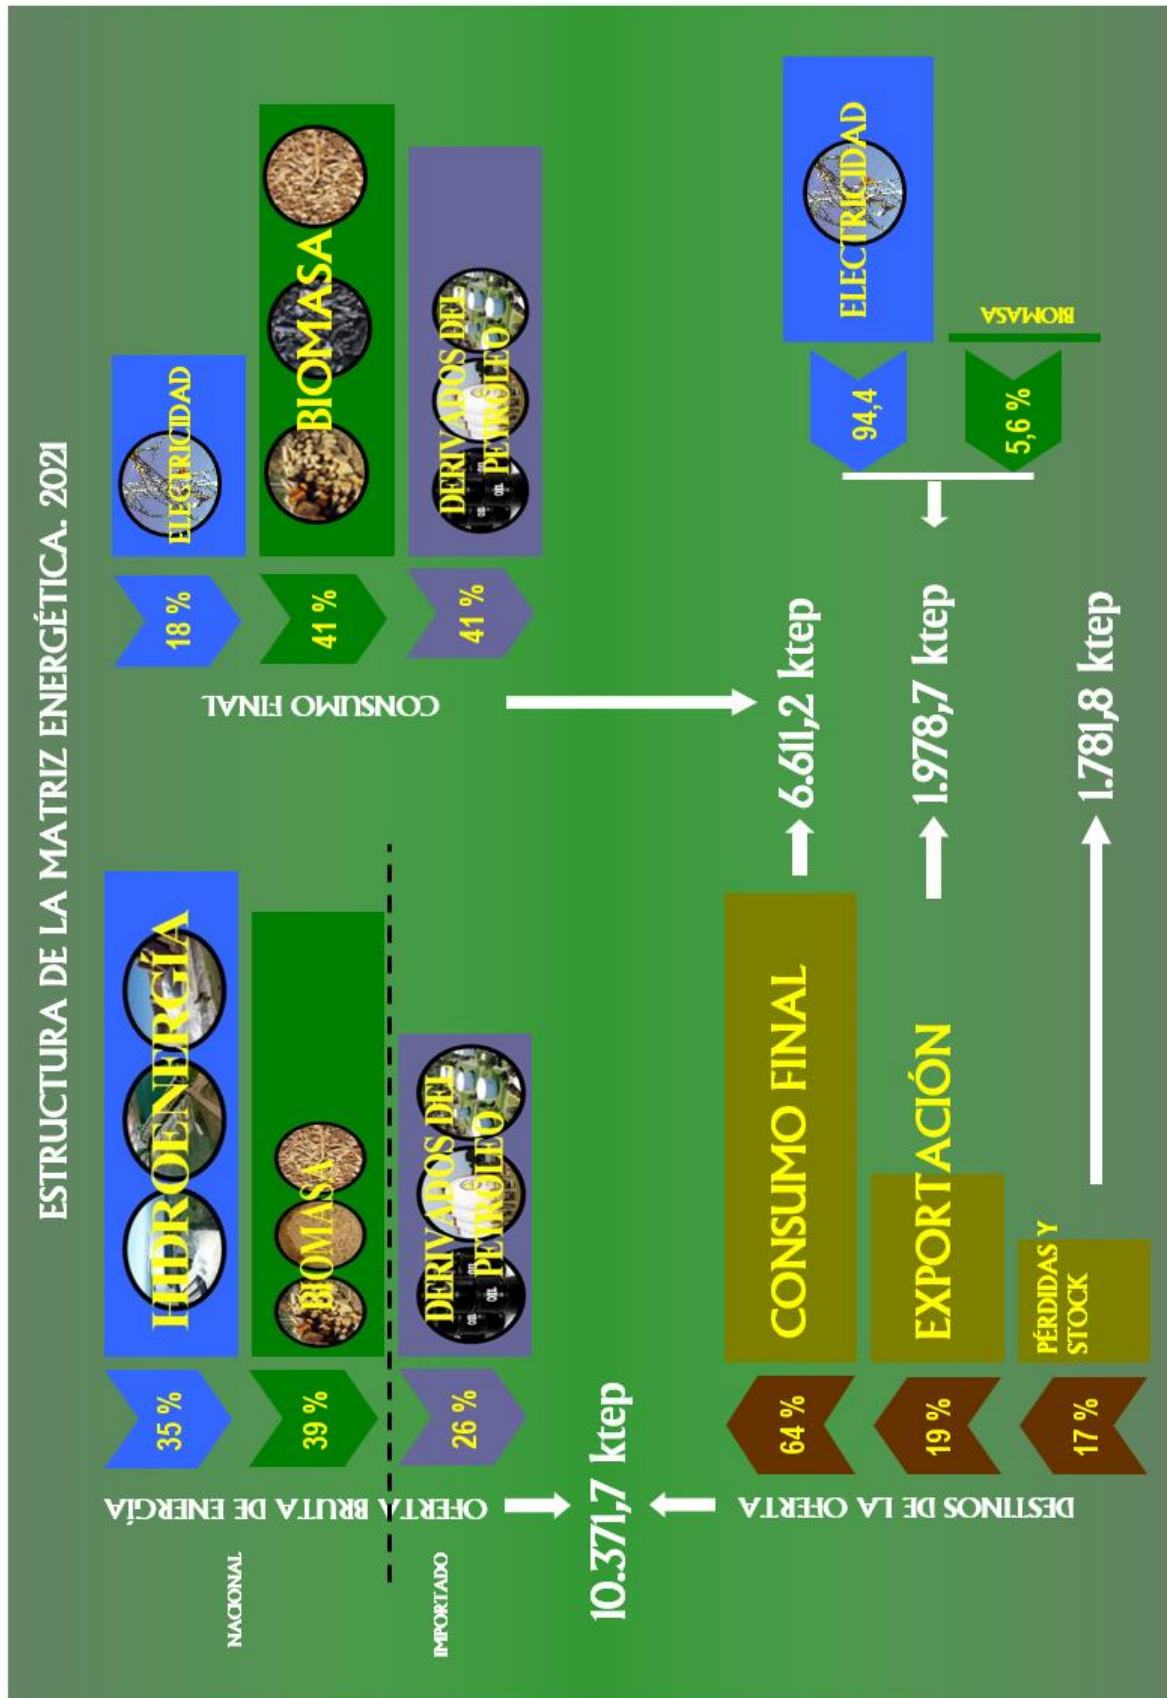 ESTRUCTURA DE LA MATRIZ ENERGÉTICA. 2021
NACIONAL
IMPORTADO
OFERTA BRUTA DE ENERGÍA
35 %
HIDROENERGÍA
39 %
BIOMASA
26 %
DERIVADOS DEL
PETRÓLEO
CONSUMO FINAL
18 %
ELECTRICIDAD
41 %
BIOMASA
41 %
DERIVADOS DEL
PETRÓLEO
10.371,7 ktep
DESTINOS DE LA OFERTA
64 %
CONSUMO FINAL
6.611,2 ktep
19 %
EXPORTACIÓN
1.978,7 ktep
17 %
PÉRDIDAS Y
STOCK
1.781,8 ktep
94,4
ELECTRICIDAD
5,6 %
BIOMASA